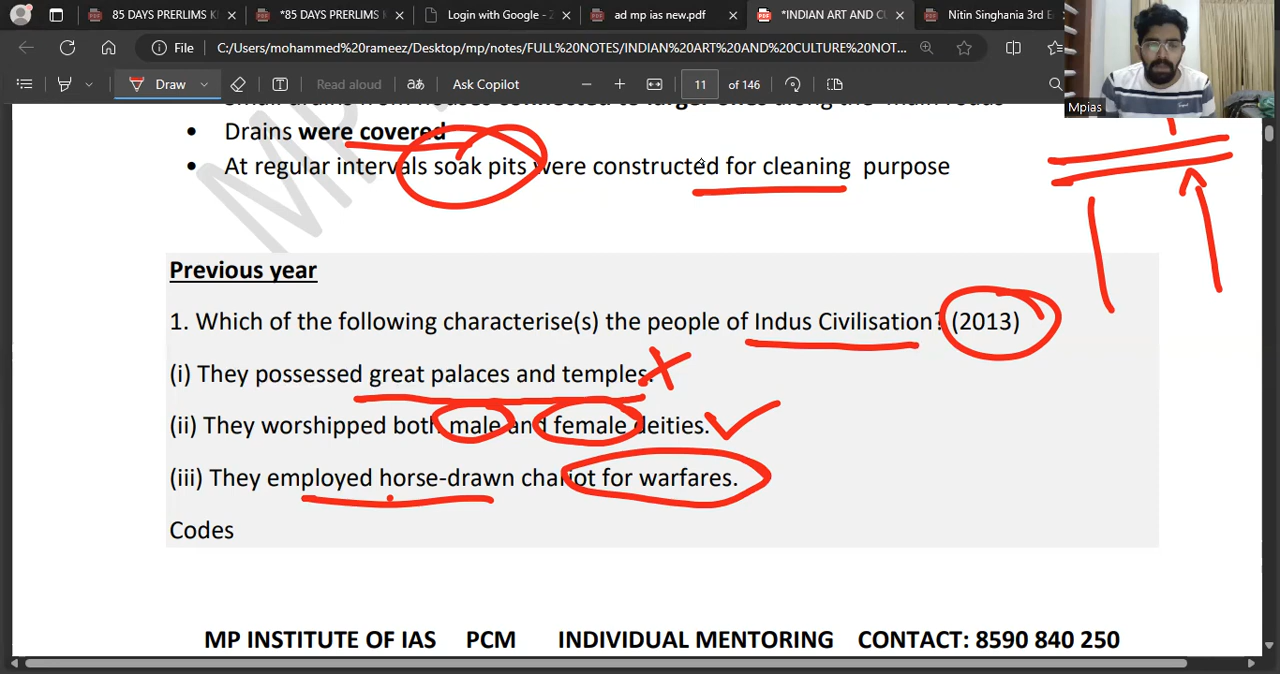 85 DAYS PRERLIMS K
*85 DAYS PRERLIMS
Login with Google - 2
ad mp ias new.pdf
*INDIAN ART AND CU
Nitin Singhania 3rd E
File
C:/Users/mohammed%20rameez/Desktop/mp/notes/FULL%20NOTES/INDIAN%20ART%20AND%20CULTURE%20NOT...
Draw
Read aloud
aあ
Ask Copilot
11 of 146
Mpias
• Drains were covered
• At regular intervals soak pits were constructed for cleaning purpose
Previous year
1. Which of the following characterise(s) the people of Indus Civilisation? (2013)
(i) They possessed great palaces and temples.
(ii) They worshipped both male and female deities.
(iii) They employed horse-drawn chariot for warfares.
Codes
MP INSTITUTE OF IAS PCM INDIVIDUAL MENTORING CONTACT: 8590 840 250